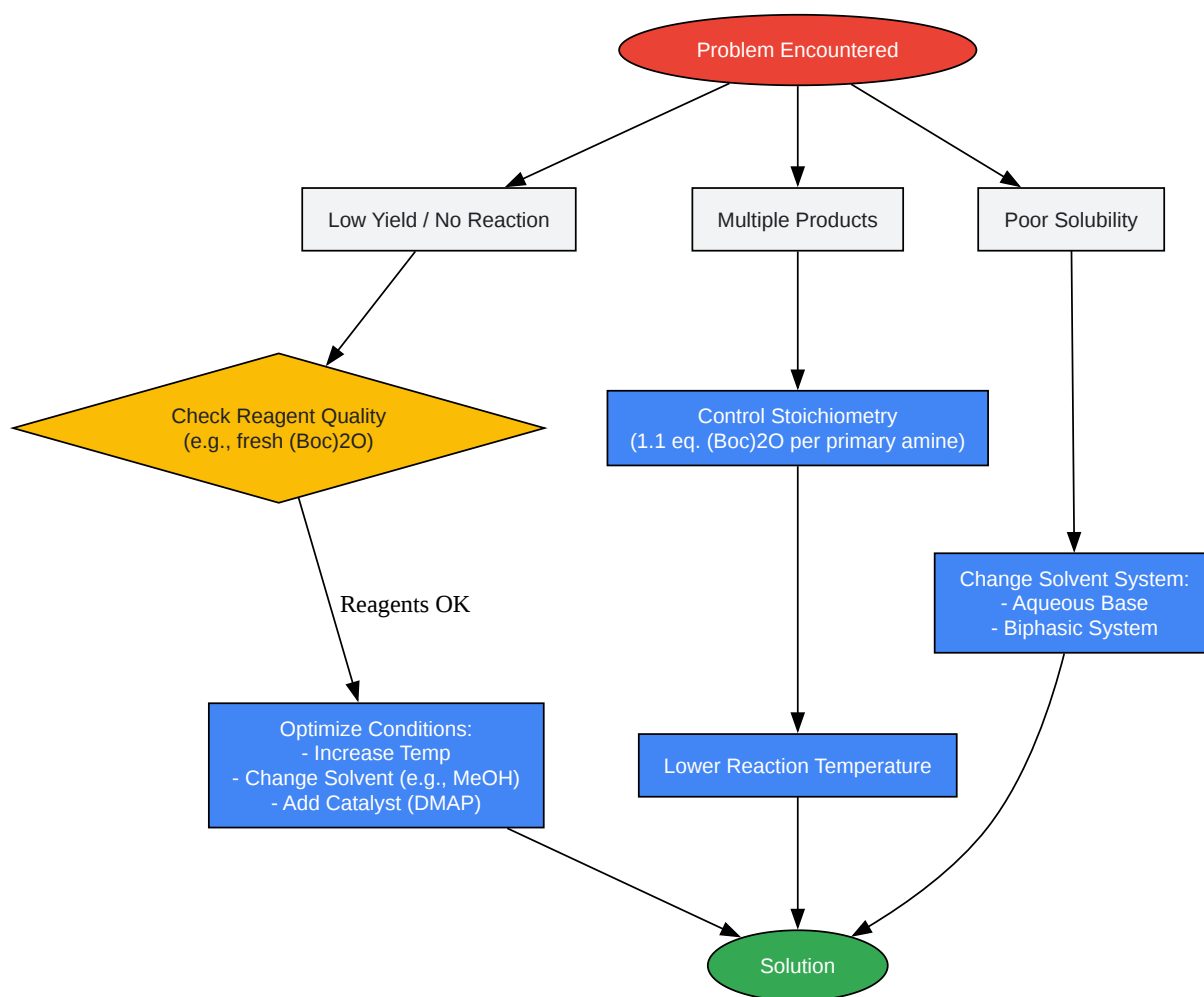 Problem Encountered
Low Yield / No Reaction
Multiple Products
Poor Solubility
Check Reagent Quality
(e.g., fresh (Boc)2O)
Control Stoichiometry
(1.1 eq. (Boc)2O per primary amine)
Change Solvent System:
- Aqueous Base
- Biphasic System
Reagents OK
Optimize Conditions:
- Increase Temp
- Change Solvent (e.g., MeOH)
- Add Catalyst (DMAP)
Lower Reaction Temperature
Solution